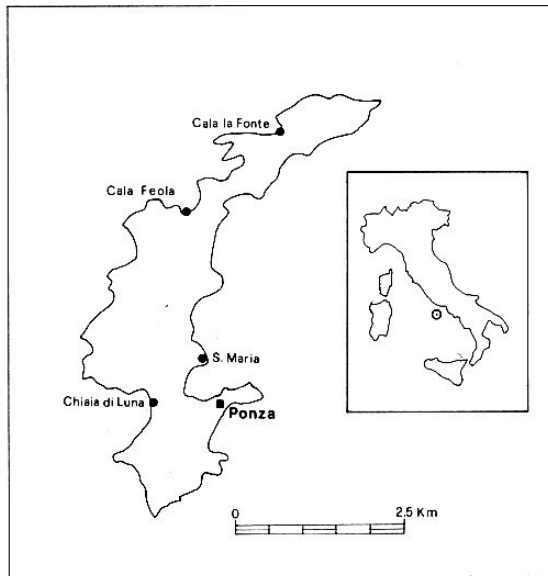 Cala la Fonte
Cala Feola
S. Maria
Chiaia di Luna
Ponza
0 2.5 Km